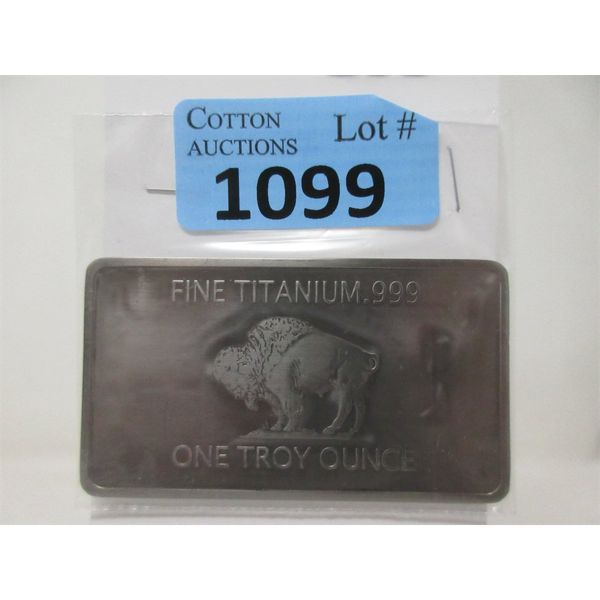 COTTON
AUCTIONS
Lot #
1099
FINE TITANIUM.999
ONE TROY OUNCE